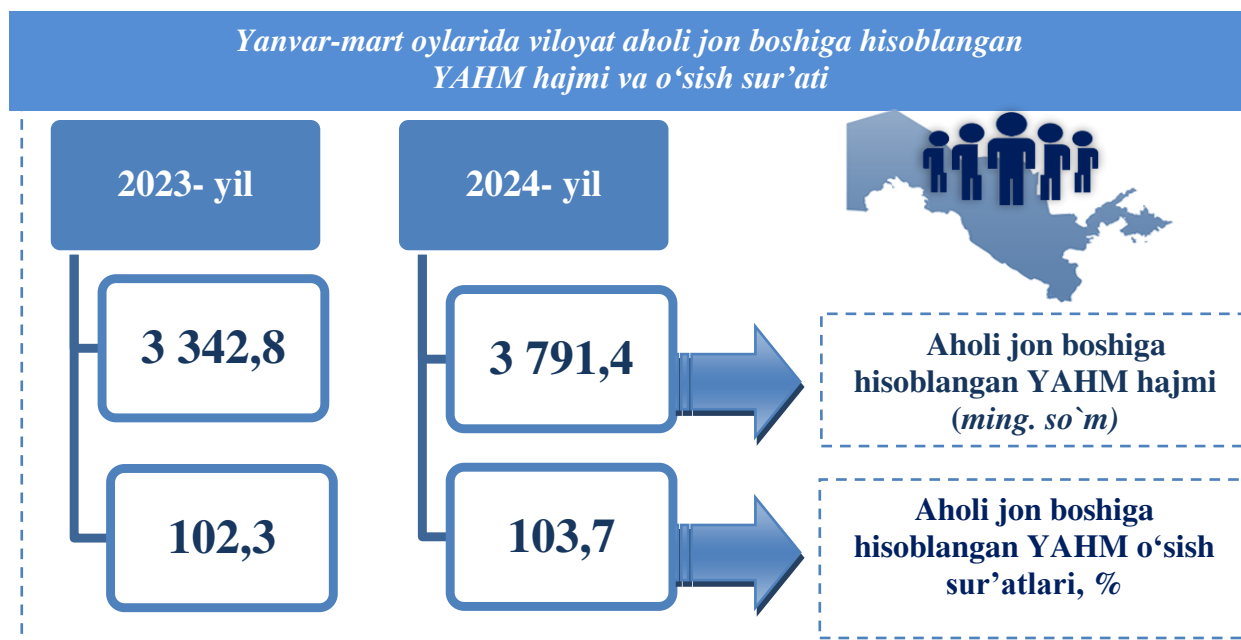 Yanvar-mart oylarida viloyat aholi jon boshiga hisoblangan
YAHM hajmi va o‘sish sur’ati
2023- yil
2024- yil
3 342,8
3 791,4
Aholi jon boshiga
hisoblangan YAHM hajmi
(ming. so`m)
102,3
103,7
Aholi jon boshiga
hisoblangan YAHM o‘sish
sur’atlari, %